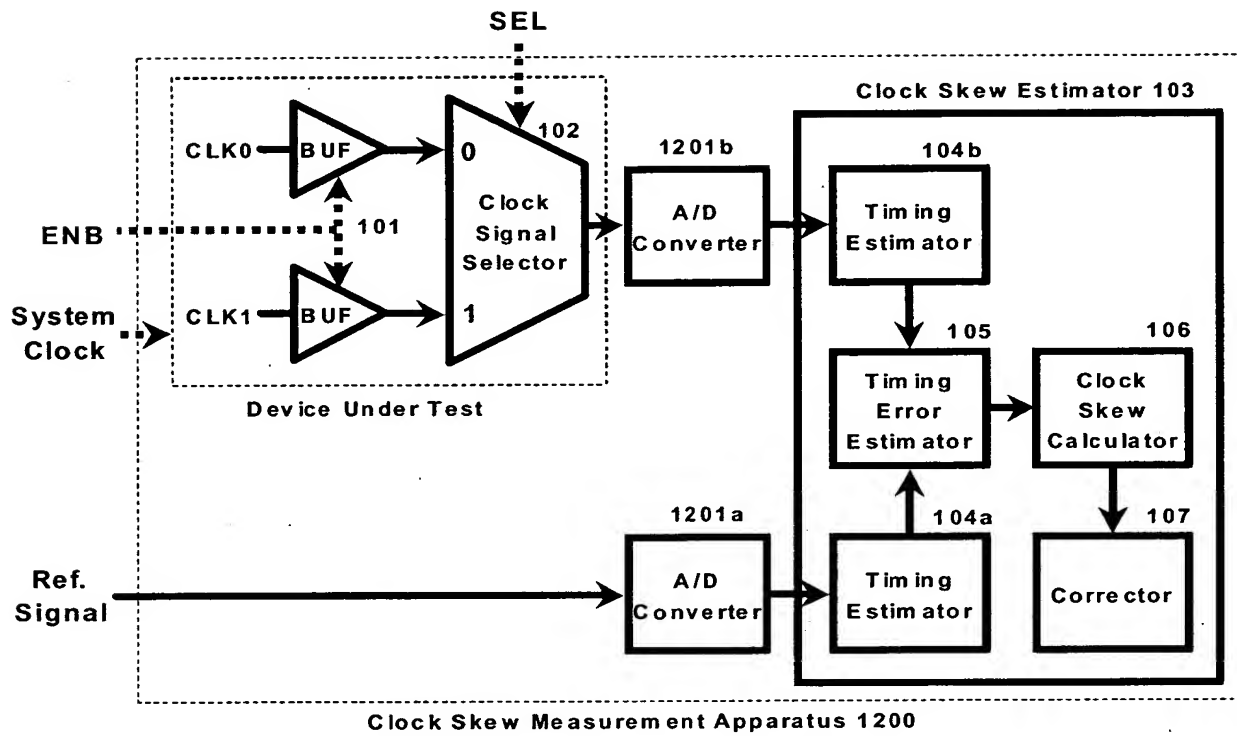 SEL
Clock Skew Estimator 103
CLK0
BUF
0
102
1201b
104b
ENB
101
Clock
Signal
Selector
A/D
Converter
Timing
Estimator
System
Clock
CLK1
BUF
1
105
106
Device Under Test
Timing
Error
Estimator
Clock
Skew
Calculator
1201a
104a
107
Ref.
Signal
A/D
Converter
Timing
Estimator
Corrector
Clock Skew Measurement Apparatus 1200